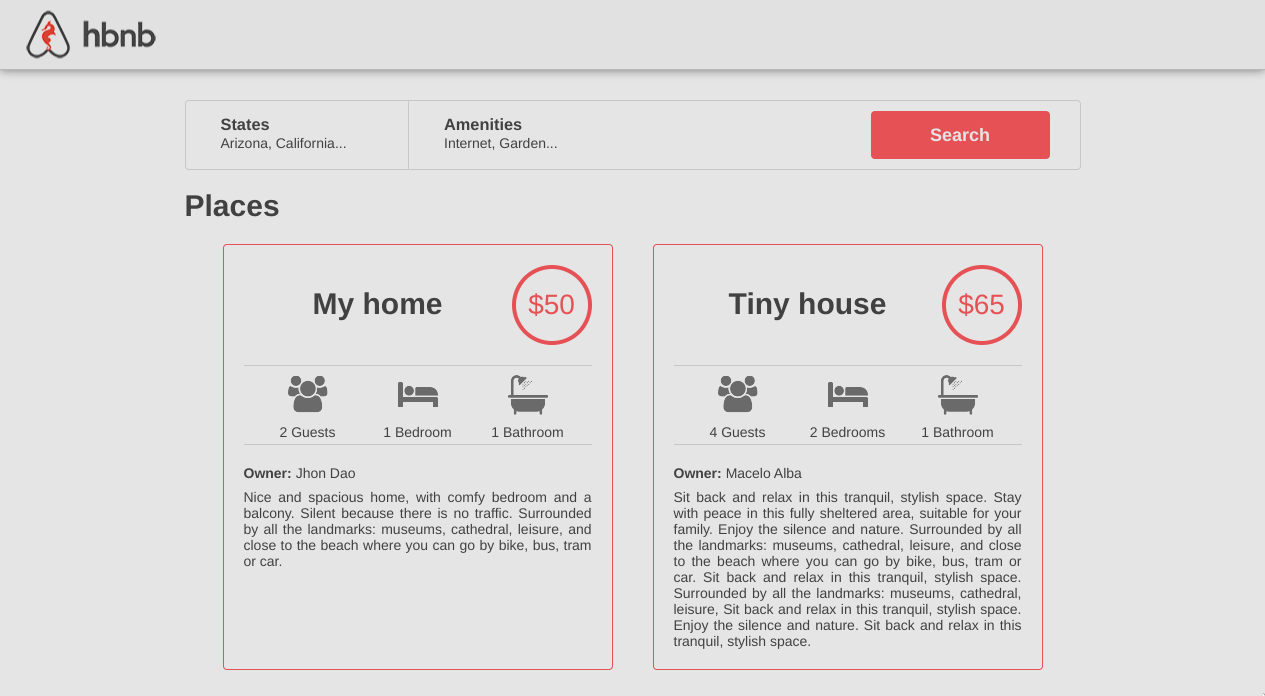 hbnb
States
Arizona, California...
Amenities
Internet, Garden...
Search
Places
My home
$50
2 Guests
1 Bedroom
1 Bathroom
Owner: Jhon Dao
Nice and spacious home, with comfy bedroom and a
balcony. Silent because there is no traffic. Surrounded
by all the landmarks: museums, cathedral, leisure, and
close to the beach where you can go by bike, bus, tram
or car.
Tiny house
$65
4 Guests
2 Bedrooms
1 Bathroom
Owner: Macelo Alba
Sit back and relax in this tranquil, stylish space. Stay
with peace in this fully sheltered area, suitable for your
family. Enjoy the silence and nature. Surrounded by all
the landmarks: museums, cathedral, leisure, and close
to the beach where you can go by bike, bus, tram or
car. Sit back and relax in this tranquil, stylish space.
Surrounded by all the landmarks: museums, cathedral,
leisure, Sit back and relax in this tranquil, stylish space.
Enjoy the silence and nature. Sit back and relax in this
tranquil, stylish space.